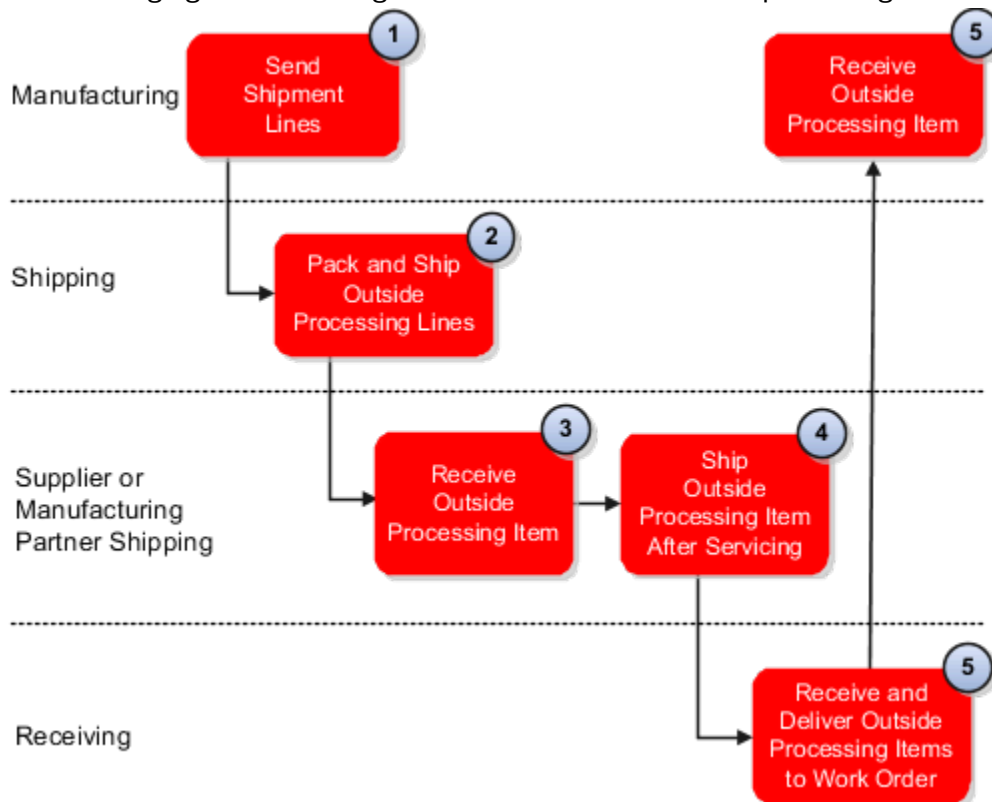 1
Send
Shipment
Lines
5
Receive
Outside
Processing Item
Manufacturing
2
Pack and Ship
Outside
Processing Lines
Shipping
3
Receive
Outside
Processing Item
4
Ship
Outside
Processing Item
After Servicing
Supplier or
Manufacturing
Partner Shipping
5
Receive and
Deliver Outside
Processing Items
to Work Order
Receiving